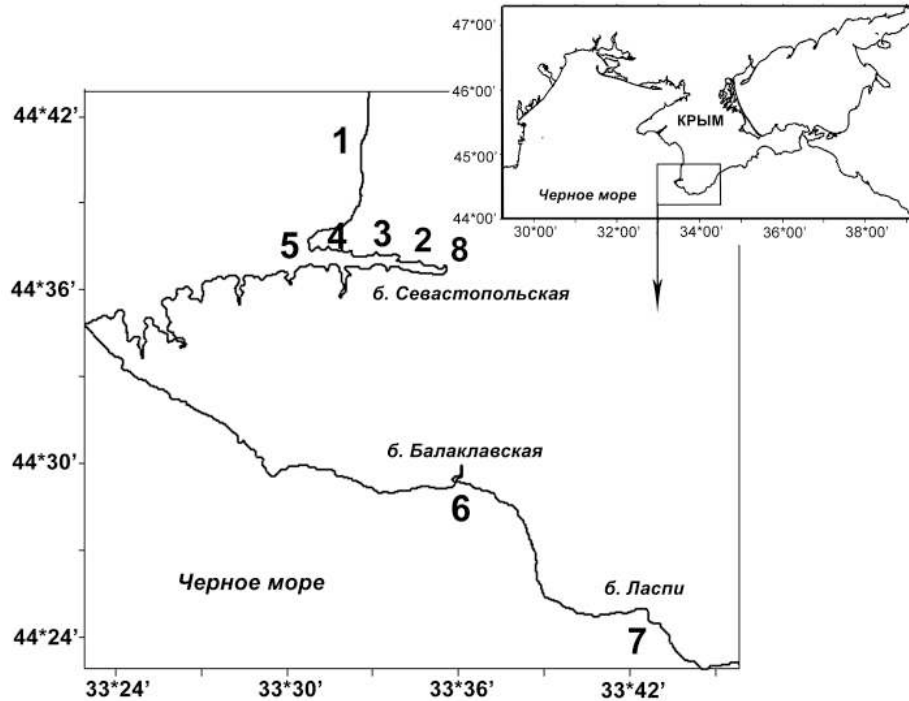 47°00'
46°00'
45°00'
44°00'
КРЫМ
Черное море
30°00' 32°00' 34°00' 36°00' 38°00'
44*42'
44*36'
44*30'
44*24'
1
5 4 3 2 8
б. Севастопольская
б. Балаклавская
6
б. Ласпи
7
Черное море
33*24' 33*30' 33*36' 33*42'